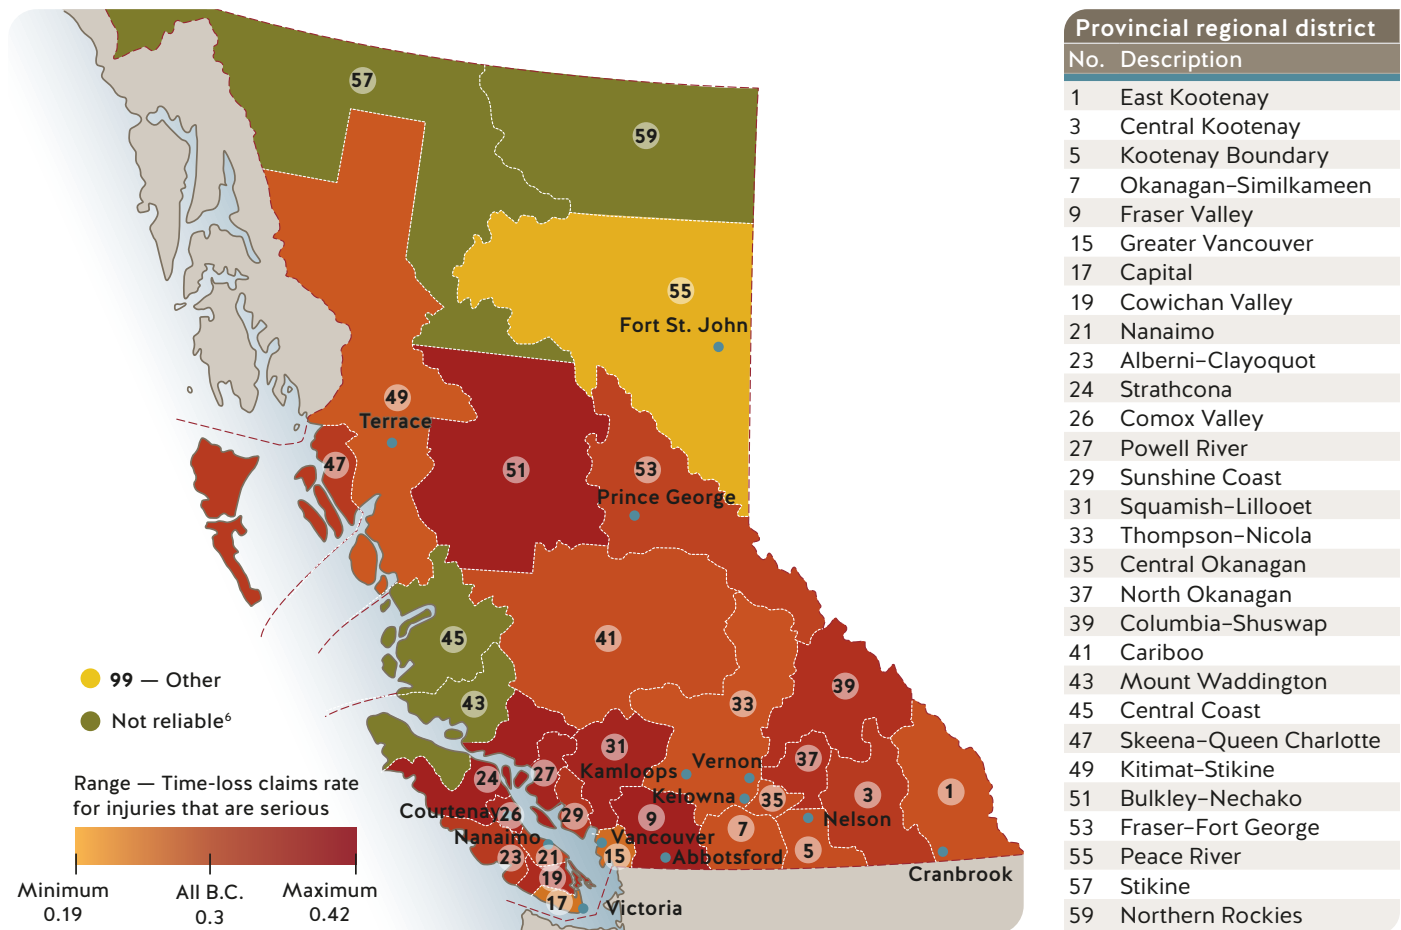 57
59
55
Fort St. John
49
Terrace
47
51
53
Prince George
45
41
43
39
33
31
Kamloops
Vernon
37
24
27
Kelowna
35
3
1
Courtenay
26
29
9
7
Nelson
Nanaimo
Vancouver
23
21
15
Abbotsford
5
19
Cranbrook
17
Victoria
99 — Other
Not reliable⁶
Range — Time-loss claims rate
for injuries that are serious
Minimum
0.19
All B.C.
0.3
Maximum
0.42
Provincial regional district
No. Description
1 East Kootenay
3 Central Kootenay
5 Kootenay Boundary
7 Okanagan–Similkameen
9 Fraser Valley
15 Greater Vancouver
17 Capital
19 Cowichan Valley
21 Nanaimo
23 Alberni–Clayoquot
24 Strathcona
26 Comox Valley
27 Powell River
29 Sunshine Coast
31 Squamish–Lillooet
33 Thompson–Nicola
35 Central Okanagan
37 North Okanagan
39 Columbia–Shuswap
41 Cariboo
43 Mount Waddington
45 Central Coast
47 Skeena–Queen Charlotte
49 Kitimat–Stikine
51 Bulkley–Nechako
53 Fraser–Fort George
55 Peace River
57 Stikine
59 Northern Rockies